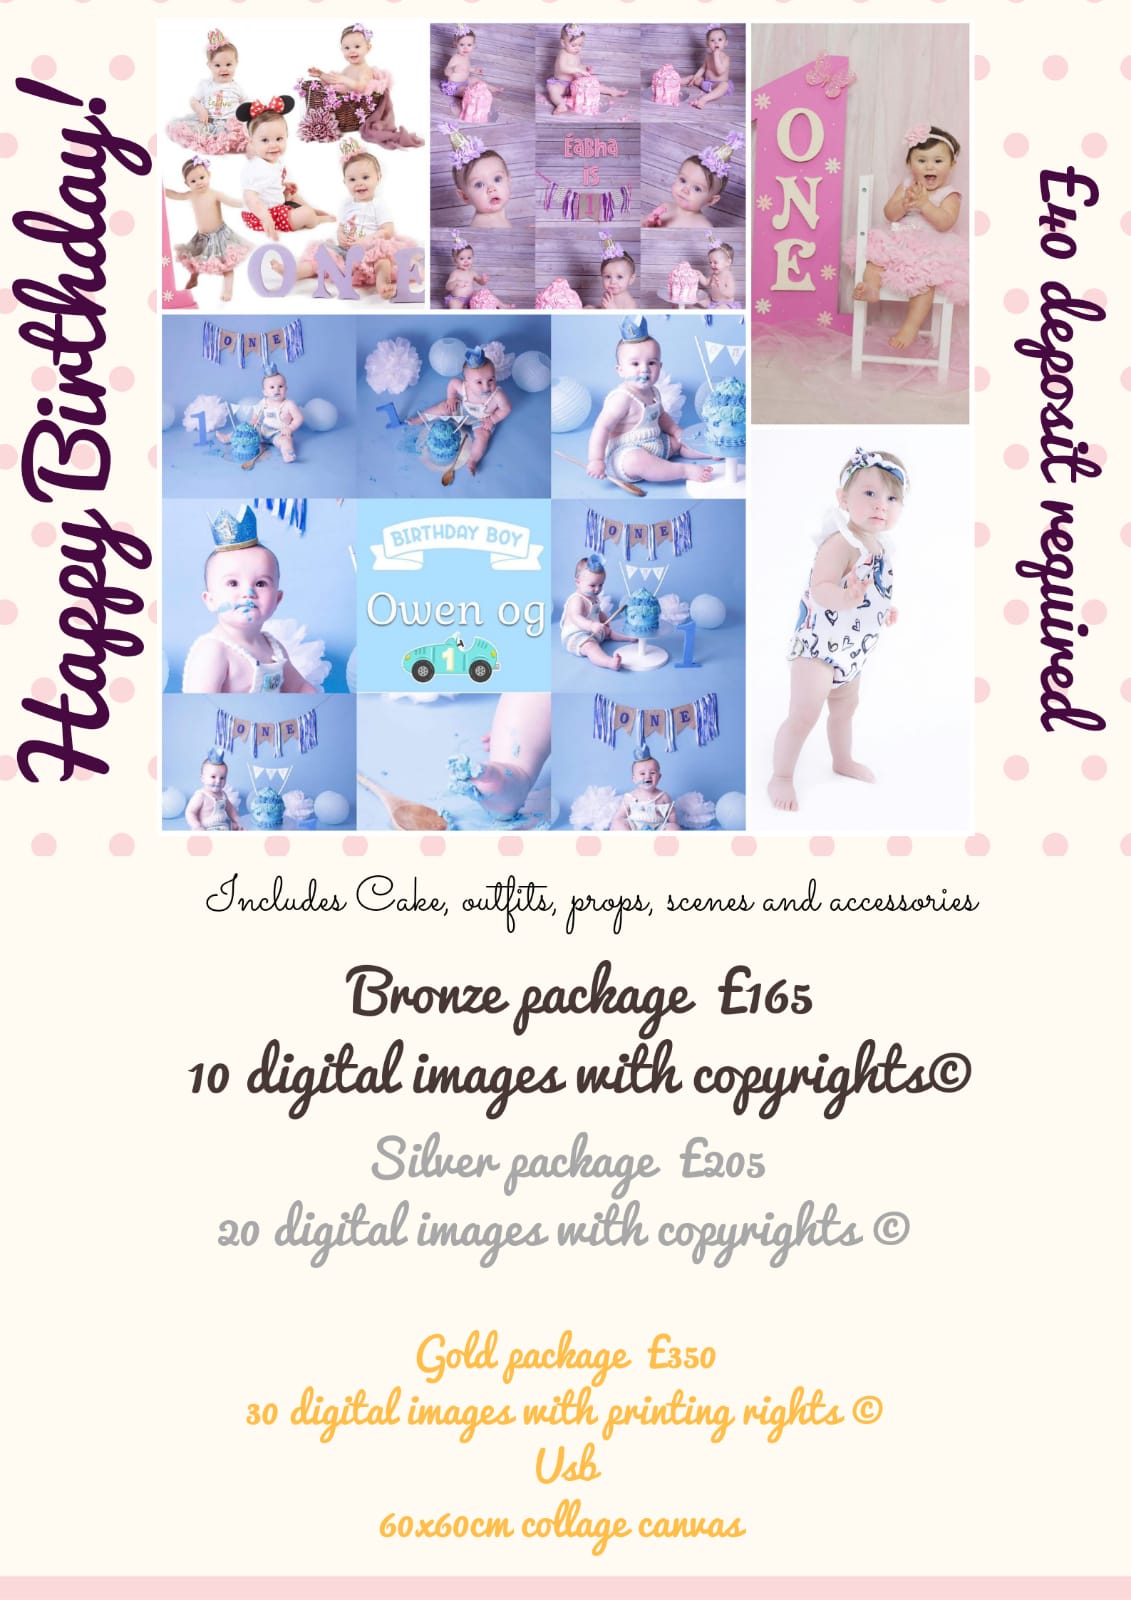 Happy Birthday!
£40 deposit required
ONE
Éabha
is
ONE
ONE
BIRTHDAY BOY
Owen og
1
ONE
1
ONE
ONE
Includes Cake, outfits, props, scenes and accessories
Bronze package £165
10 digital images with copyrights©
Silver package £205
20 digital images with copyrights ©
Gold package £350
30 digital images with printing rights ©
Usb
60x60cm collage canvas